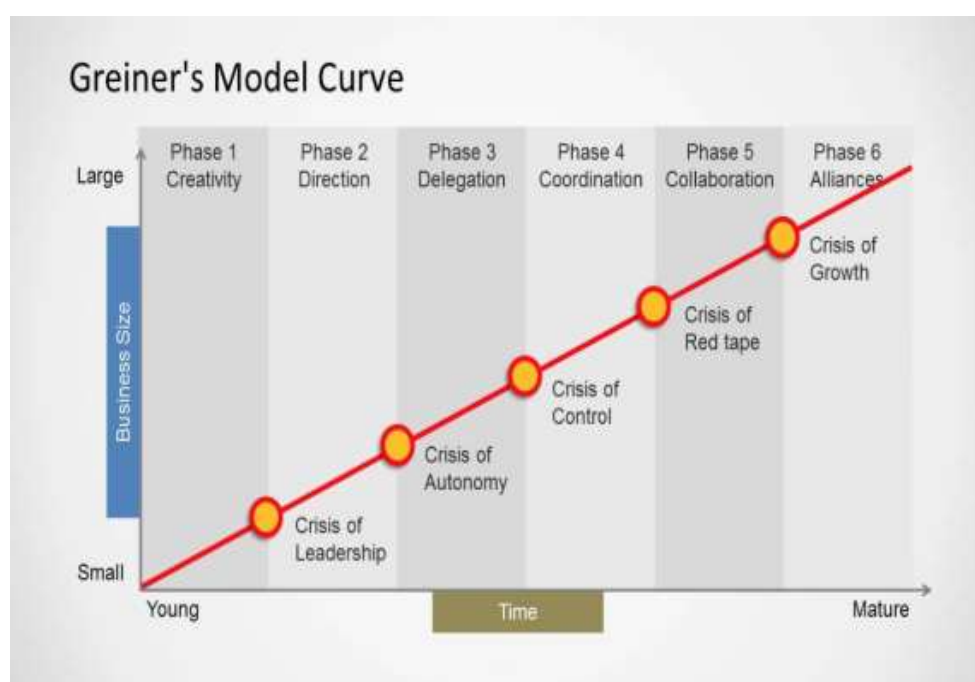 Greiner's Model Curve
Phase 1
Creativity
Phase 2
Direction
Phase 3
Delegation
Phase 4
Coordination
Phase 5
Collaboration
Phase 6
Alliances
Large
Business Size
Small
Crisis of
Growth
Crisis of
Red tape
Crisis of
Control
Crisis of
Autonomy
Crisis of
Leadership
Young
Time
Mature